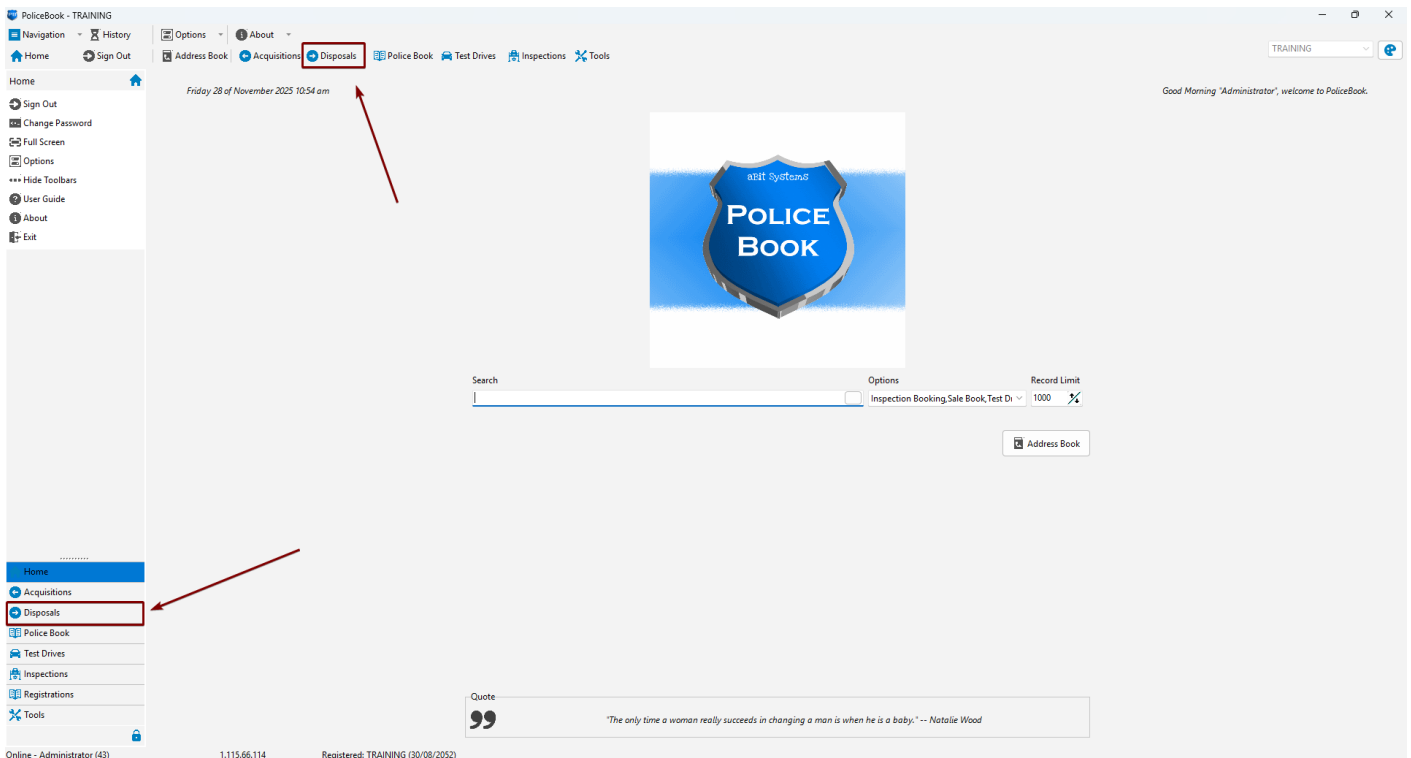 PoliceBook - TRAINING
Navigation History Options About
Home Sign Out Address Book Acquisitions Disposals Police Book Test Drives Inspections Tools TRAINING
Home
Friday 28 of November 2025 10:54 am
Good Morning "Administrator", welcome to PoliceBook.
Sign Out
Change Password
Full Screen
Options
Hide Toolbars
User Guide
About
Exit
aBit Systems
POLICE
BOOK
Search Options Record Limit
Inspection Booking,Sale Book,Test Dr 1000
Address Book
Home
Acquisitions
Disposals
Police Book
Test Drives
Inspections
Registrations
Tools
Quote
"The only time a woman really succeeds in changing a man is when he is a baby." -- Natalie Wood
Online - Administrator (43) 1.115.66.114 Registered: TRAINING (30/08/2052)